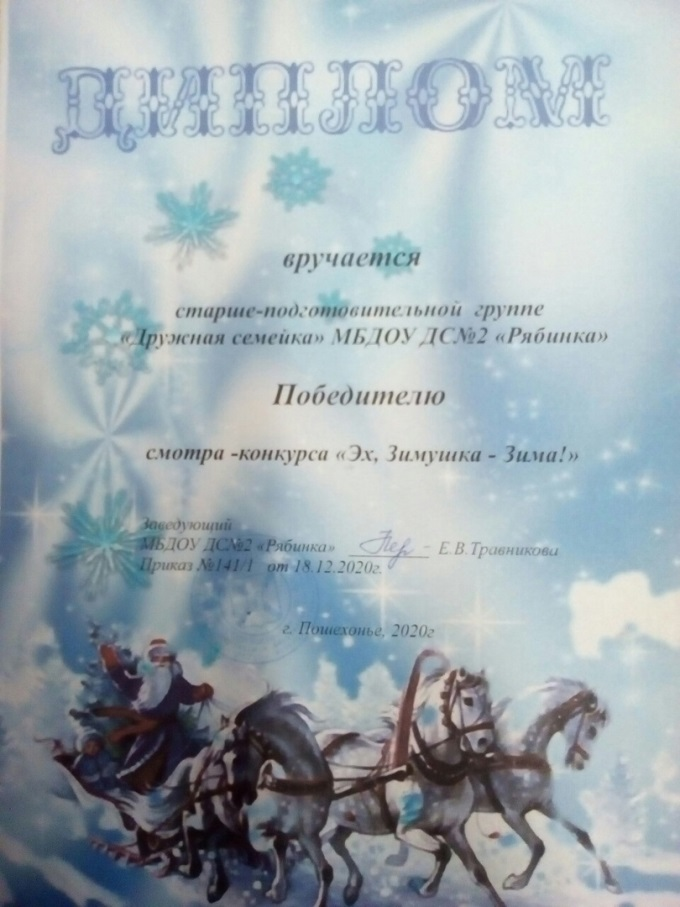 ДИПЛОМ
вручается
старше-подготовительной группе
«Дружная семейка» МБДОУ ДС№2 «Рябинка»
Победителю
смотра -конкурса «Эх, Зимушка - Зима!»
Заведующий
МБДОУ ДС№2 «Рябинка» Е.В.Травникова
Приказ №141/1 от 18.12.2020г.
г. Пошехонье, 2020г